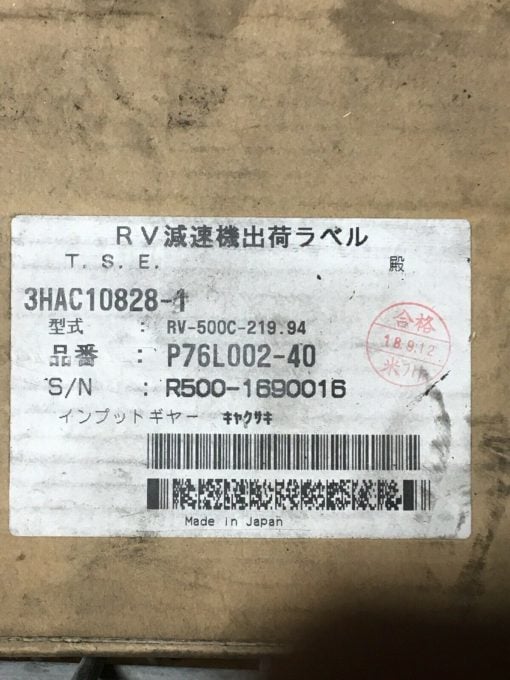 RV減速機出荷ラベル
T. S. E. 殿
3HAC10828-1
型式 : RV-500C-219.94
品番 : P76L002-40
S/N : R500-1690016
インプットギヤー キャクサキ
合格
18.9.12
Made in Japan